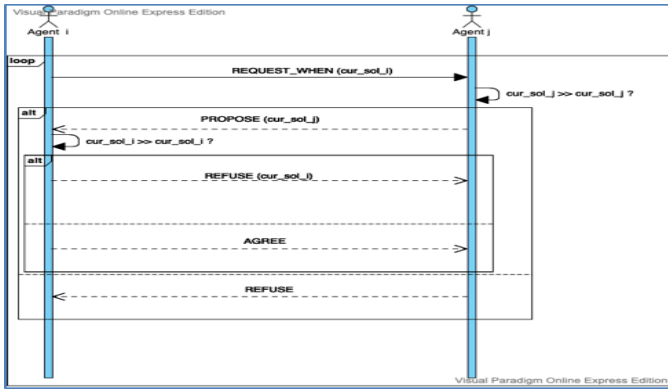 Visual Paradigm Online Express Edition
Agent i
Agent j
loop
REQUEST_WHEN (cur_sol_i)
cur_sol_j >> cur_sol_j ?
alt
PROPOSE (cur_sol_j)
cur_sol_i >> cur_sol_i ?
alt
REFUSE (cur_sol_i)
AGREE
REFUSE
Visual Paradigm Online Express Edition